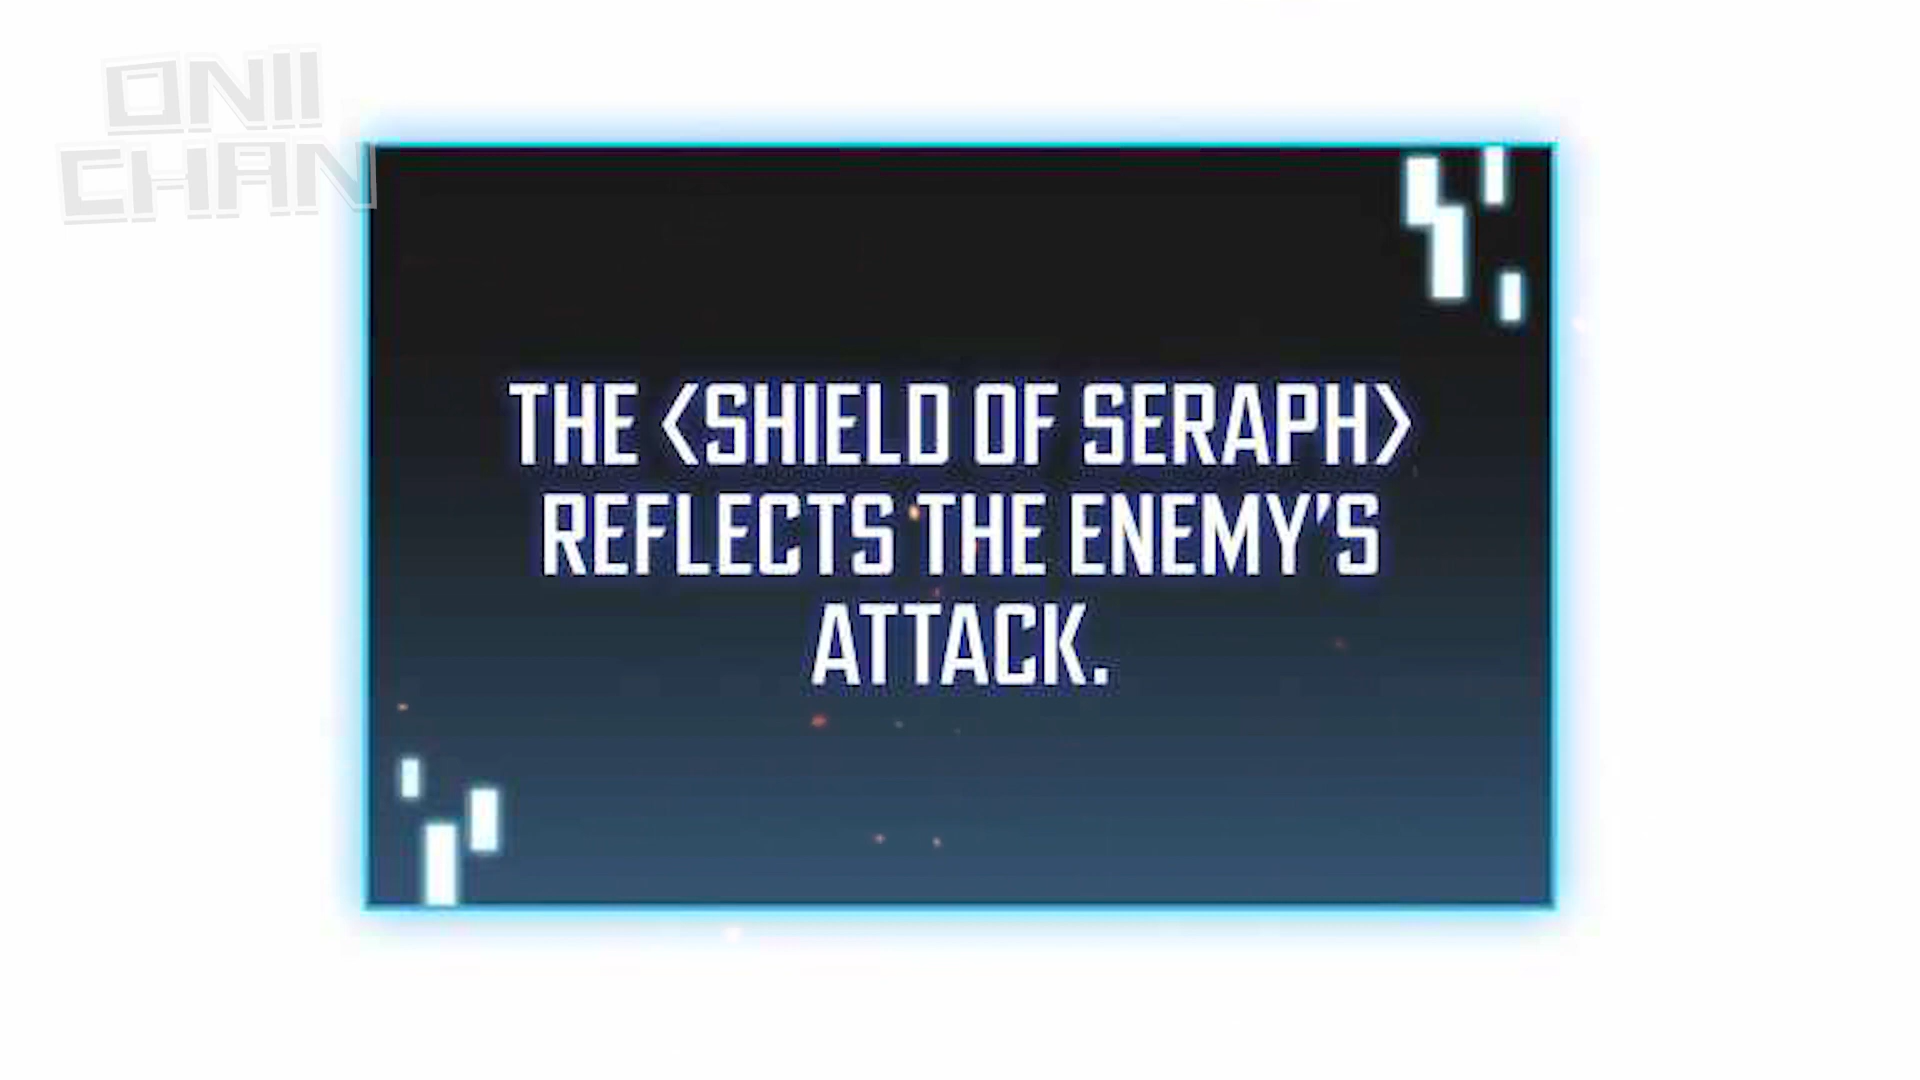 ONII
CHAN
THE <SHIELD OF SERAPH>
REFLECTS THE ENEMY'S
ATTACK.